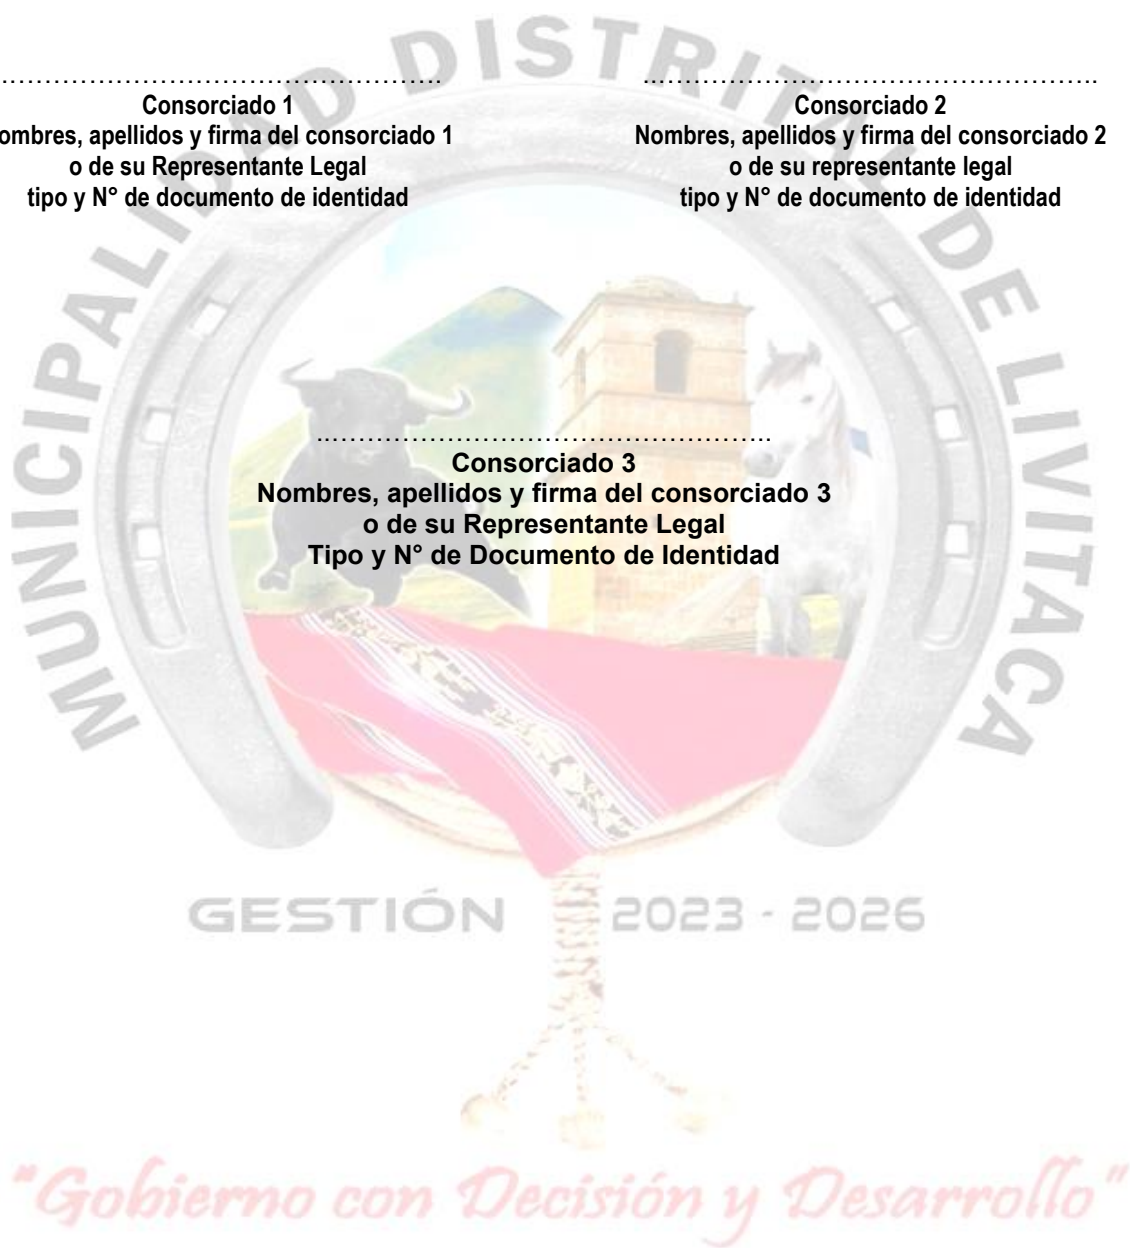 MUNICIPALIDAD DISTRITAL DE LIVITACA
……………………………………………. ……………………………………………..
Consorciado 1 Consorciado 2
ombres, apellidos y firma del consorciado 1 Nombres, apellidos y firma del consorciado 2
o de su Representante Legal o de su representante legal
tipo y N° de documento de identidad tipo y N° de documento de identidad
……………………………………………..
Consorciado 3
Nombres, apellidos y firma del consorciado 3
o de su Representante Legal
Tipo y N° de Documento de Identidad
GESTIÓN 2023 - 2026
"Gobierno con Decisión y Desarrollo"